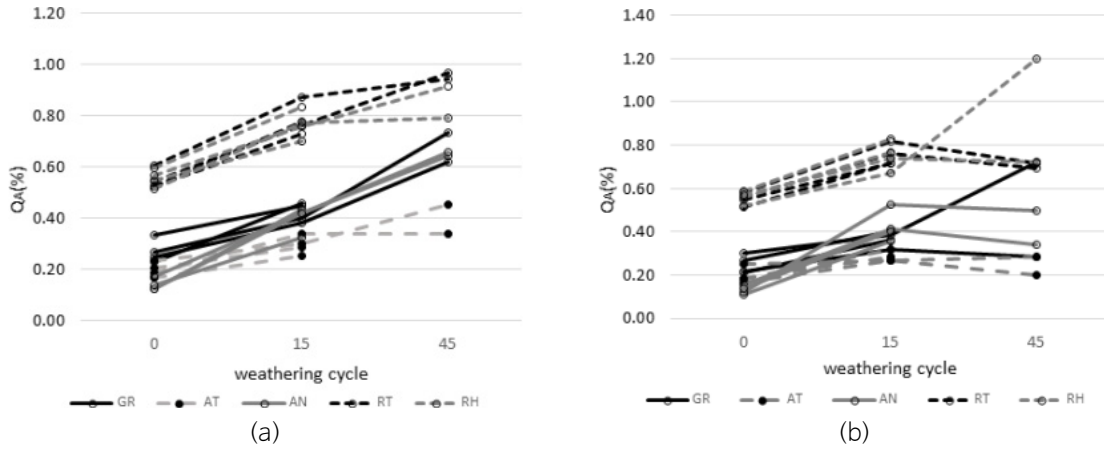 1.20
1.00
0.80
0.60
0.40
0.20
0.00
QA(%)
0 15 45
weathering cycle
GR AT AN RT RH
(a)
1.40
1.20
1.00
0.80
0.60
0.40
0.20
0.00
QA(%)
0 15 45
weathering cycle
GR AT AN RT RH
(b)